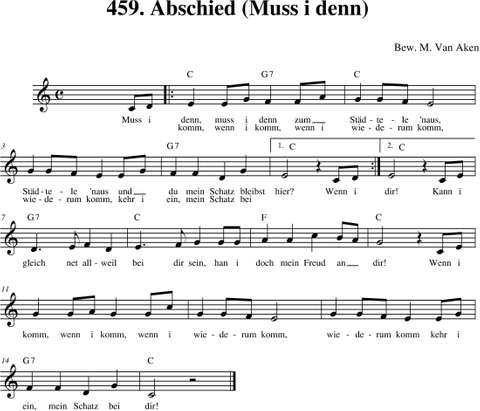 459. Abschied (Muss i denn)
Bew. M. Van Aken
C G7 C
Muss i denn, muss i denn zum Städ - te - le 'naus,
komm, wenn i komm, wenn i wie - de - rum komm,
3 G7 1. C 2. C
Städ - te - le 'naus und du mein Schatz bleibst hier? Wenn i dir! Kann i
wie - de - rum komm, kehr i ein, mein Schatz bei
7 G7 C F C
gleich net all - weil bei dir sein, han i doch mein Freud an dir! Wenn i
11
komm, wenn i komm, wenn i wie - de - rum komm, wie - de - rum komm kehr i
14 G7 C
ein, mein Schatz bei dir!